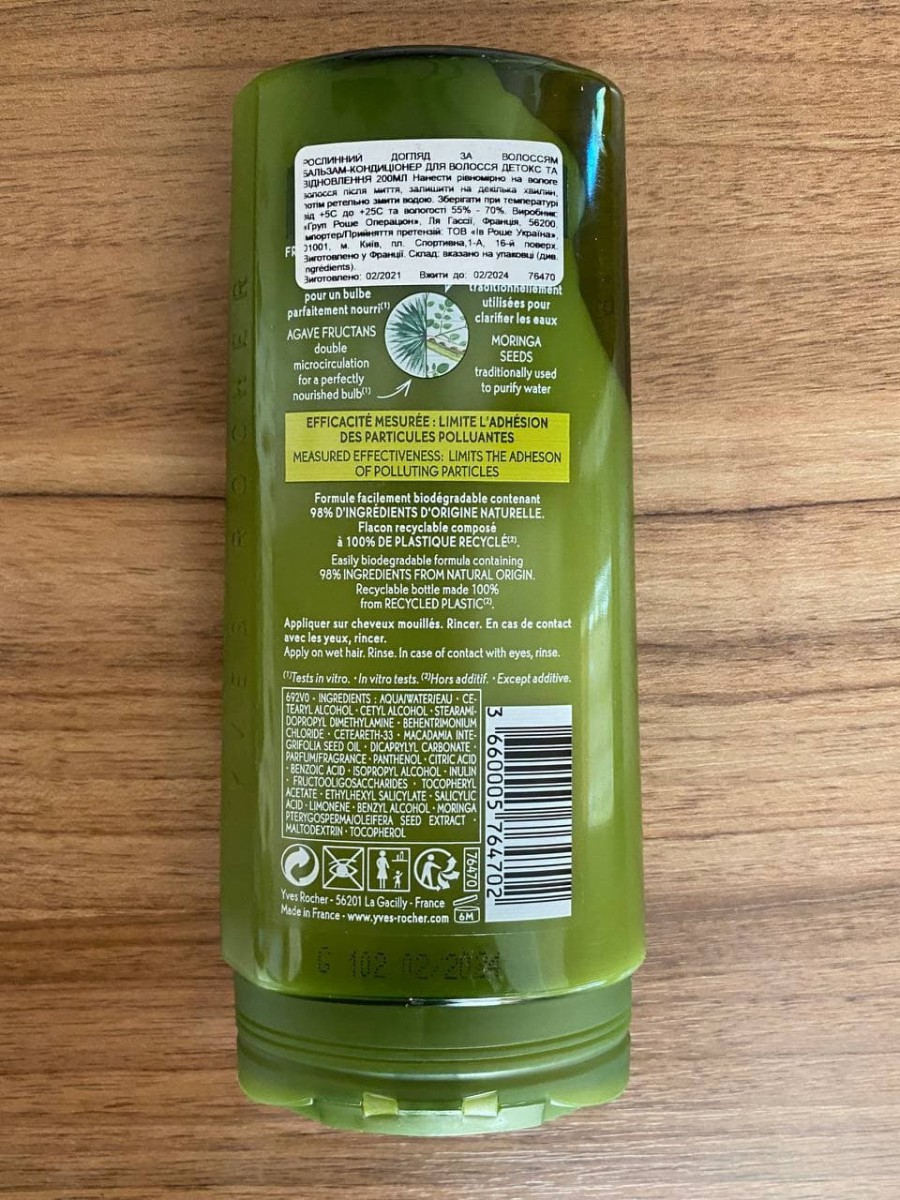 РОСЛИННИЙ ДОГЛЯД ЗА ВОЛОССЯМ
БАЛЬЗАМ-КОНДИЦІОНЕР ДЛЯ ВОЛОССЯ ДЕТОКС ТА
ВІДНОВЛЕННЯ 200МЛ Нанести рівномірно на вологе
волосся після миття, залишити на декілька хвилин,
потім ретельно змити водою. Зберігати при температурі
від +5С до +25С та вологості 55% - 70%. Виробник:
«Груп Роше Операцюн», Ля Гассії, Франція, 56200.
Імпортер/Прийняття претензій: ТОВ «Ів Роше Україна»,
01001, м. Київ, пл. Спортивна,1-А, 16-й поверх.
Виготовлено у Франції. Склад: вказано на упаковці (див.
Ingrédients).
Виготовлено: 02/2021 Вжити до: 02/2024 76470
FR
pour un bulbe
parfaitement nourri(1)
traditionnellement
utilisées pour
clarifier les eaux
AGAVE FRUCTANS
double
microcirculation
for a perfectly
nourished bulb(1)
MORINGA
SEEDS
traditionally used
to purify water
EFFICACITÉ MESURÉE : LIMITE L'ADHÉSION
DES PARTICULES POLLUANTES
MEASURED EFFECTIVENESS: LIMITS THE ADHESON
OF POLLUTING PARTICLES
Formule facilement biodégradable contenant
98% D'INGRÉDIENTS D'ORIGINE NATURELLE.
Flacon recyclable composé
à 100% DE PLASTIQUE RECYCLÉ(2).
Easily biodegradable formula containing
98% INGREDIENTS FROM NATURAL ORIGIN.
Recyclable bottle made 100%
from RECYCLED PLASTIC(2).
Appliquer sur cheveux mouillés. Rincer. En cas de contact
avec les yeux, rincer.
Apply on wet hair. Rinse. In case of contact with eyes, rinse.
(1)Tests in vitro. · In vitro tests. (2)Hors additif. · Except additive.
692V0 · INGREDIENTS : AQUA/WATER/EAU · CE-
TEARYL ALCOHOL · CETYL ALCOHOL · STEARAMI-
DOPROPYL DIMETHYLAMINE · BEHENTRIMONIUM
CHLORIDE · CETEARETH-33 · MACADAMIA INTE-
GRIFOLIA SEED OIL · DICAPRYLYL CARBONATE ·
PARFUM/FRAGRANCE · PANTHENOL · CITRIC ACID
· BENZOIC ACID · ISOPROPYL ALCOHOL · INULIN
· FRUCTOOLIGOSACCHARIDES · TOCOPHERYL
ACETATE · ETHYLHEXYL SALICYLATE · SALICYLIC
ACID · LIMONENE · BENZYL ALCOHOL · MORINGA
PTERYGOSPERMA/OLEIFERA SEED EXTRACT ·
MALTODEXTRIN · TOCOPHEROL
3 660005 764702
76470
Yves Rocher - 56201 La Gacilly - France
Made in France · www.yves-rocher.com
6M
G 102 02/2024
YVES ROCHER